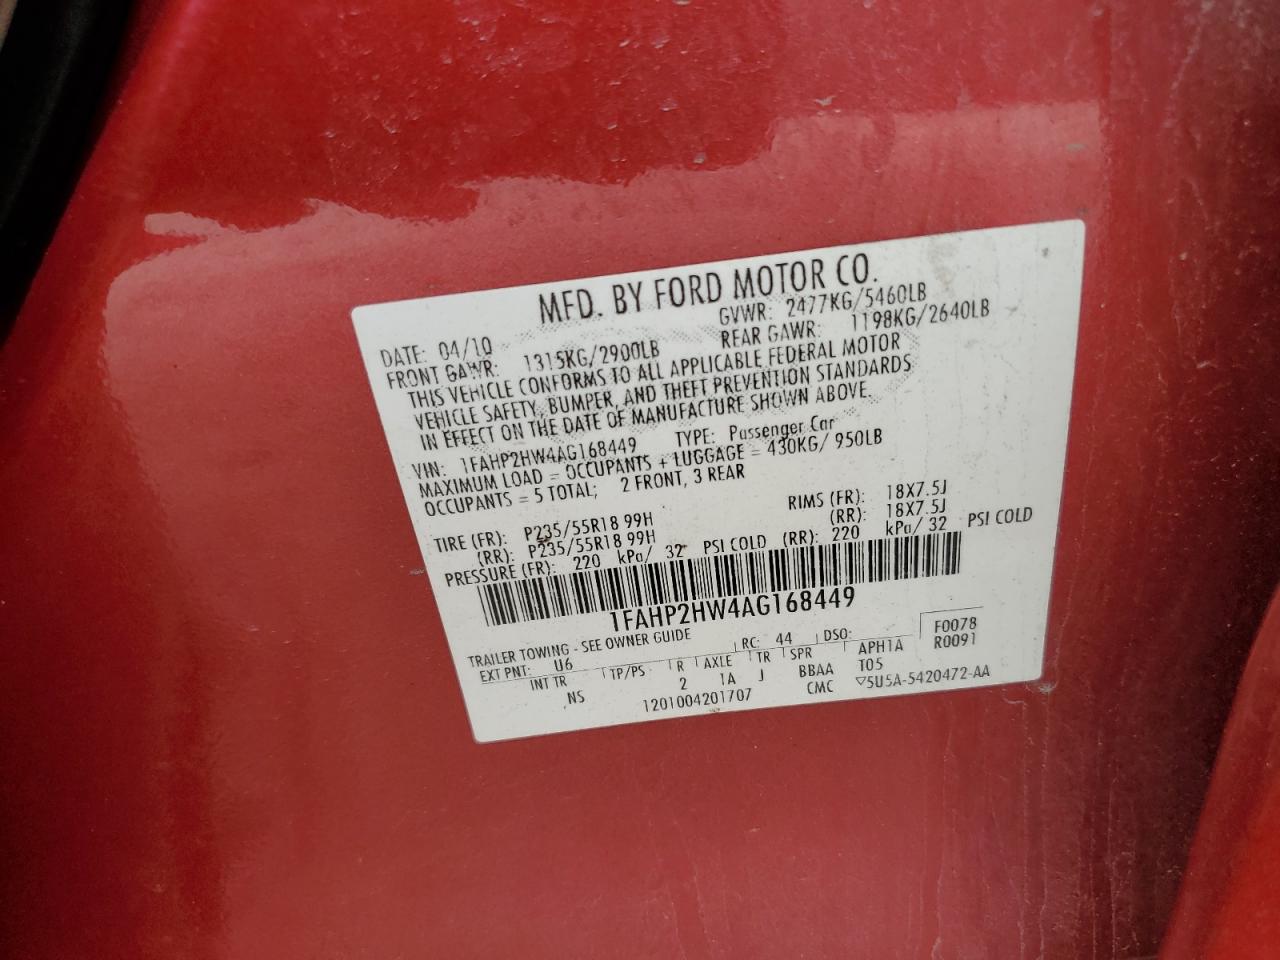 MFD. BY FORD MOTOR CO.
DATE: 04/10 GVWR: 2477KG/5460LB
FRONT GAWR: 1315KG/2900LB REAR GAWR: 1198KG/2640LB
THIS VEHICLE CONFORMS TO ALL APPLICABLE FEDERAL MOTOR
VEHICLE SAFETY, BUMPER, AND THEFT PREVENTION STANDARDS
IN EFFECT ON THE DATE OF MANUFACTURE SHOWN ABOVE.
VIN: 1FAHP2HW4AG168449 TYPE: Passenger Car
MAXIMUM LOAD = OCCUPANTS + LUGGAGE = 430KG/ 950LB
OCCUPANTS = 5 TOTAL; 2 FRONT, 3 REAR
TIRE (FR): P235/55R18 99H RIMS (FR): 18X7.5J
(RR): P235/55R18 99H (RR): 18X7.5J
PRESSURE (FR): 220 kPa/ 32 PSI COLD (RR): 220 kPa/ 32 PSI COLD
1FAHP2HW4AG168449
TRAILER TOWING - SEE OWNER GUIDE
EXT PNT: U6 RC: 44 DSO: F0078
INT TR TP/PS R AXLE TR SPR APH1A R0091
NS 2 1A J BBAA T05
1201004201707 CMC ▽5U5A-5420472-AA